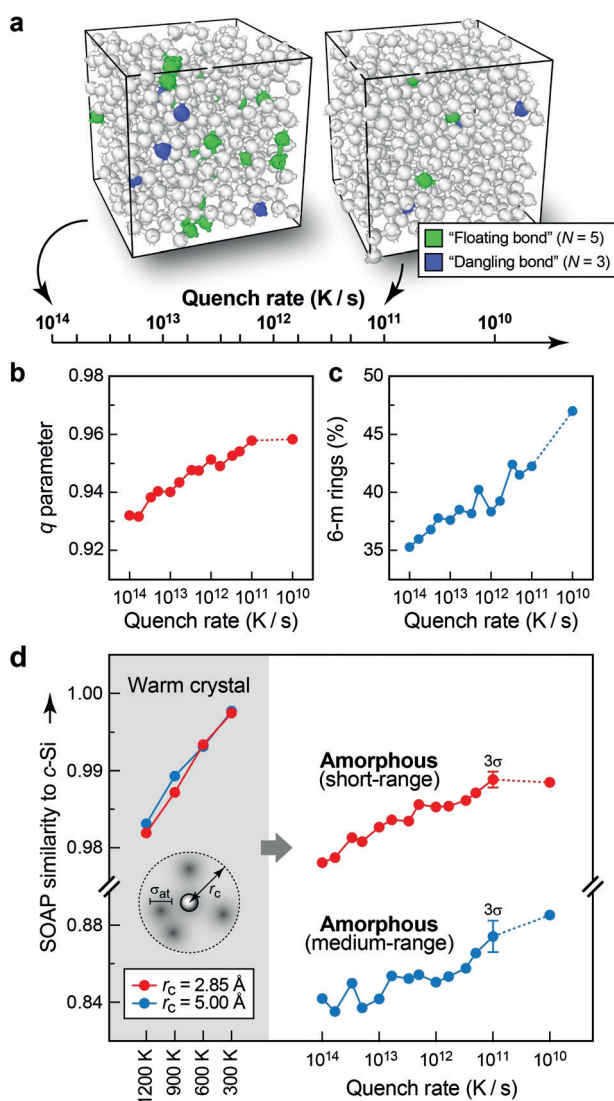 a
"Floating bond" (N = 5)
"Dangling bond" (N = 3)
Quench rate (K / s)
10¹⁴ 10¹³ 10¹² 10¹¹ 10¹⁰
b
0.98
0.96
0.94
0.92
q parameter
10¹⁴ 10¹³ 10¹² 10¹¹ 10¹⁰
Quench rate (K / s)
c
50
45
40
35
6-m rings (%)
10¹⁴ 10¹³ 10¹² 10¹¹ 10¹⁰
Quench rate (K / s)
d
SOAP similarity to c-Si
1.00
0.99
0.98
0.88
0.84
Warm crystal
σat
rc
rc = 2.85 Å
rc = 5.00 Å
1200 K
900 K
600 K
300 K
Amorphous
(short-range)
3σ
Amorphous
(medium-range)
3σ
10¹⁴ 10¹³ 10¹² 10¹¹ 10¹⁰
Quench rate (K / s)